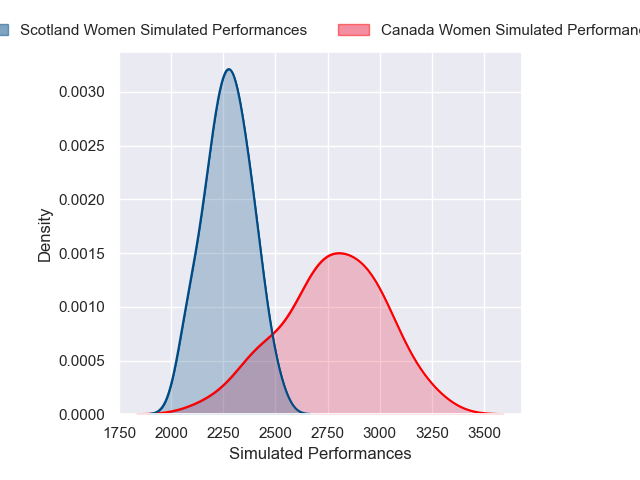 Scotland Women Simulated Performances
Canada Women Simulated
0.0030
0.0025
0.0020
0.0015
0.0010
0.0005
0.0000
Density
1750 2000 2250 2500 2750 3000 3250 3500
Simulated Performances